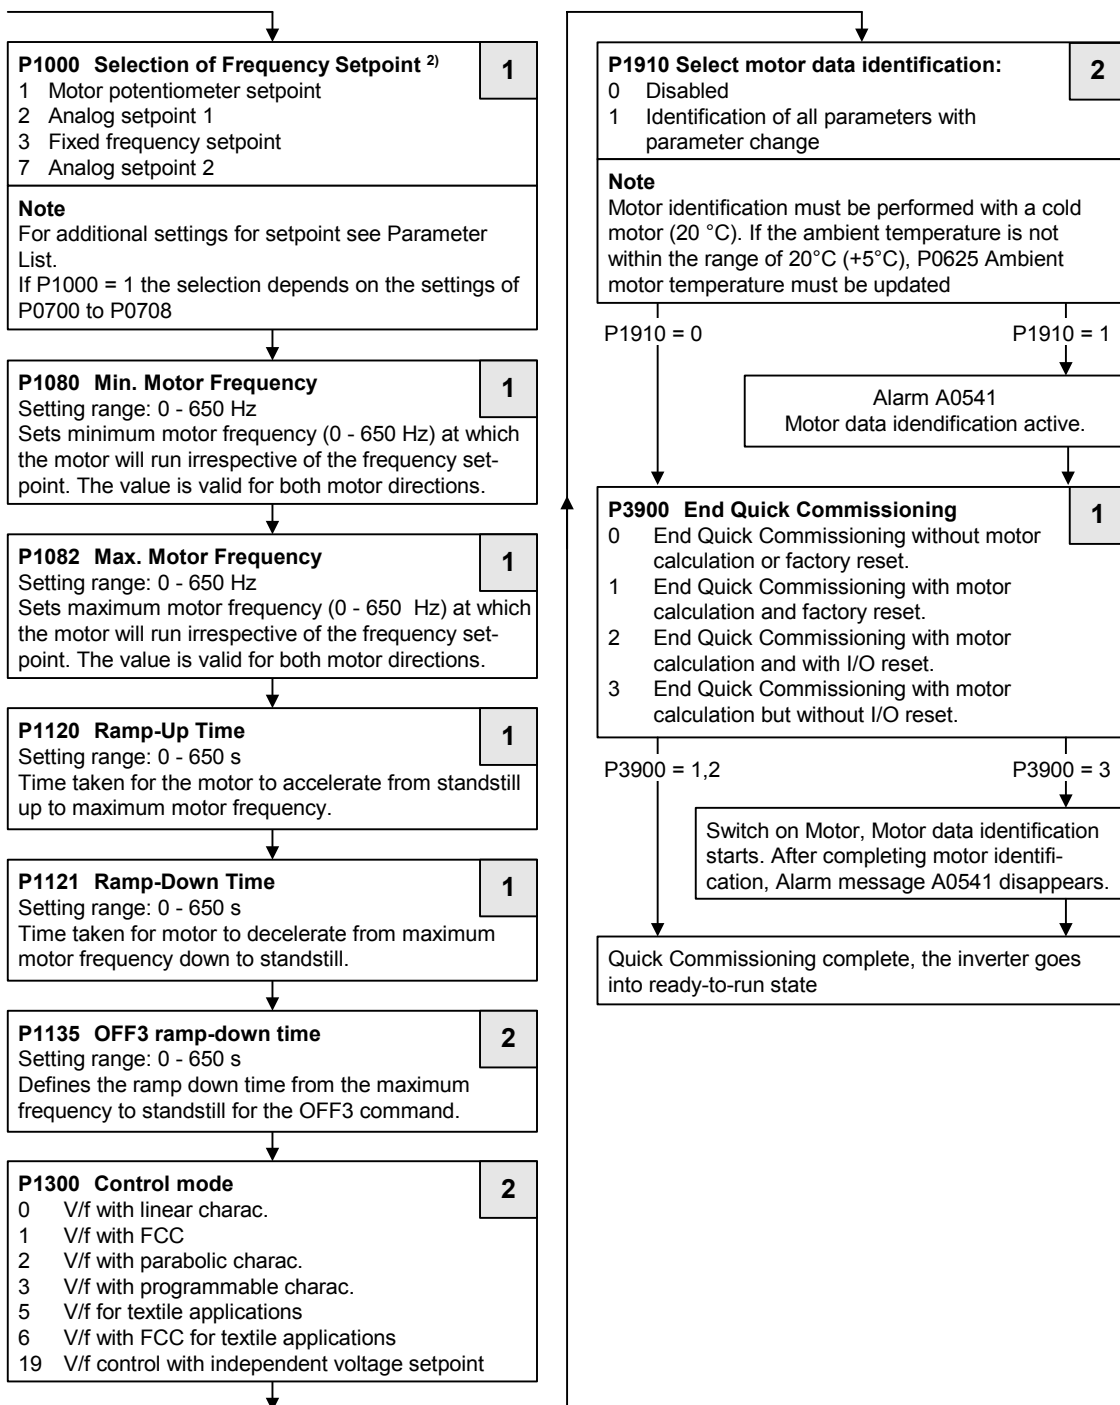 P1000 Selection of Frequency Setpoint 2)
1
1 Motor potentiometer setpoint
2 Analog setpoint 1
3 Fixed frequency setpoint
7 Analog setpoint 2
Note
For additional settings for setpoint see Parameter
List.
If P1000 = 1 the selection depends on the settings of
P0700 to P0708
P1080 Min. Motor Frequency
1
Setting range: 0 - 650 Hz
Sets minimum motor frequency (0 - 650 Hz) at which
the motor will run irrespective of the frequency set-
point. The value is valid for both motor directions.
P1082 Max. Motor Frequency
1
Setting range: 0 - 650 Hz
Sets maximum motor frequency (0 - 650 Hz) at which
the motor will run irrespective of the frequency set-
point. The value is valid for both motor directions.
P1120 Ramp-Up Time
1
Setting range: 0 - 650 s
Time taken for the motor to accelerate from standstill
up to maximum motor frequency.
P1121 Ramp-Down Time
1
Setting range: 0 - 650 s
Time taken for motor to decelerate from maximum
motor frequency down to standstill.
P1135 OFF3 ramp-down time
2
Setting range: 0 - 650 s
Defines the ramp down time from the maximum
frequency to standstill for the OFF3 command.
P1300 Control mode
2
0 V/f with linear charac.
1 V/f with FCC
2 V/f with parabolic charac.
3 V/f with programmable charac.
5 V/f for textile applications
6 V/f with FCC for textile applications
19 V/f control with independent voltage setpoint
P1910 Select motor data identification:
2
0 Disabled
1 Identification of all parameters with
parameter change
Note
Motor identification must be performed with a cold
motor (20 °C). If the ambient temperature is not
within the range of 20°C (+5°C), P0625 Ambient
motor temperature must be updated
P1910 = 0
P1910 = 1
Alarm A0541
Motor data idendification active.
P3900 End Quick Commissioning
1
0 End Quick Commissioning without motor
calculation or factory reset.
1 End Quick Commissioning with motor
calculation and factory reset.
2 End Quick Commissioning with motor
calculation and with I/O reset.
3 End Quick Commissioning with motor
calculation but without I/O reset.
P3900 = 1,2
P3900 = 3
Switch on Motor, Motor data identification
starts. After completing motor identifi-
cation, Alarm message A0541 disappears.
Quick Commissioning complete, the inverter goes
into ready-to-run state